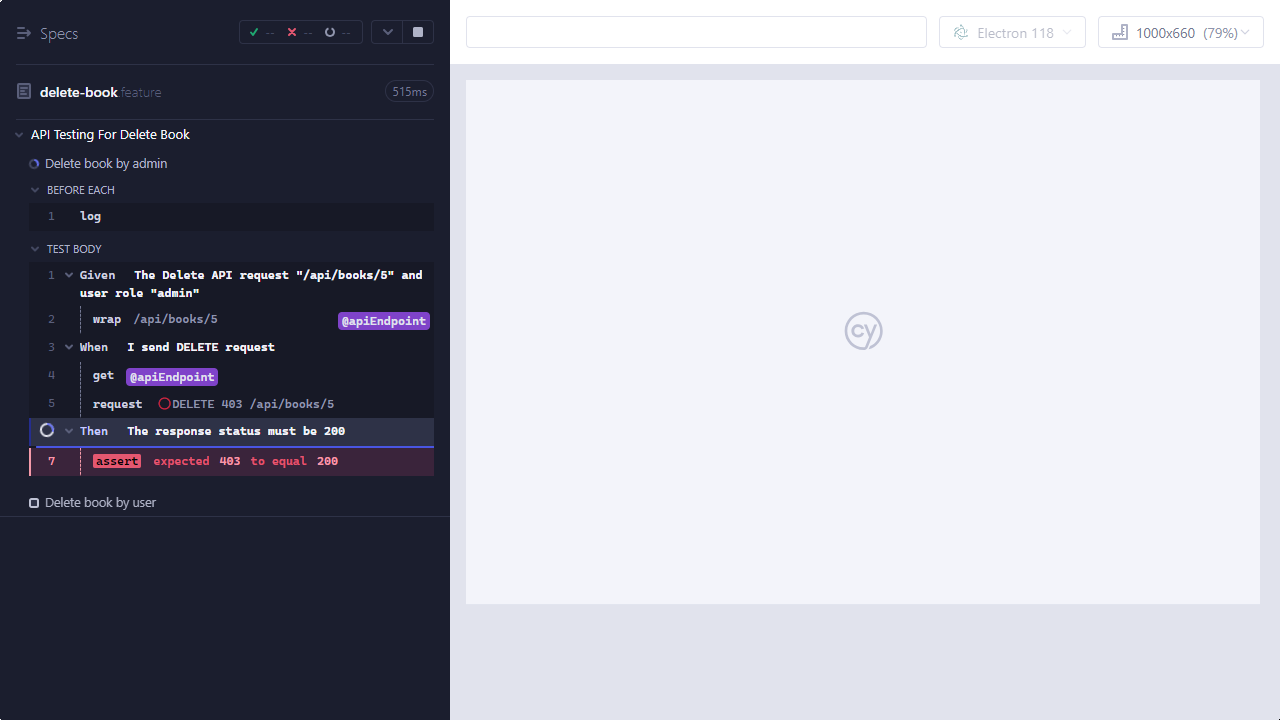 Specs
-- -- --
Electron 118
1000x660 (79%)
delete-book.feature
515ms
API Testing For Delete Book
Delete book by admin
BEFORE EACH
1 log
TEST BODY
1 Given The Delete API request "/api/books/5" and
user role "admin"
2 wrap /api/books/5 @apiEndpoint
3 When I send DELETE request
4 get @apiEndpoint
5 request DELETE 403 /api/books/5
Then The response status must be 200
7 assert expected 403 to equal 200
Delete book by user
cy